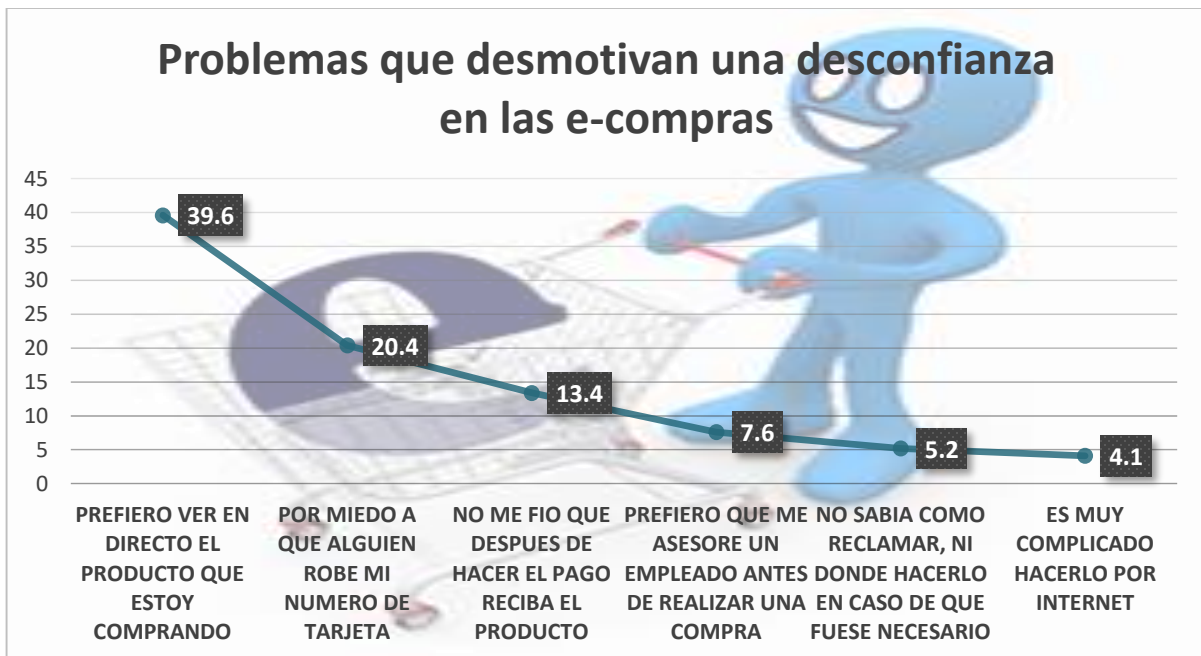 Problemas que desmotivan una desconfianza
en las e-compras
45
40
35
30
25
20
15
10
5
0
39.6
20.4
13.4
7.6
5.2
4.1
PREFIERO VER EN
DIRECTO EL
PRODUCTO QUE
ESTOY
COMPRANDO
POR MIEDO A
QUE ALGUIEN
ROBE MI
NUMERO DE
TARJETA
NO ME FIO QUE
DESPUES DE
HACER EL PAGO
RECIBA EL
PRODUCTO
PREFIERO QUE ME
ASESORE UN
EMPLEADO ANTES
DE REALIZAR UNA
COMPRA
NO SABIA COMO
RECLAMAR, NI
DONDE HACERLO
EN CASO DE QUE
FUESE NECESARIO
ES MUY
COMPLICADO
HACERLO POR
INTERNET